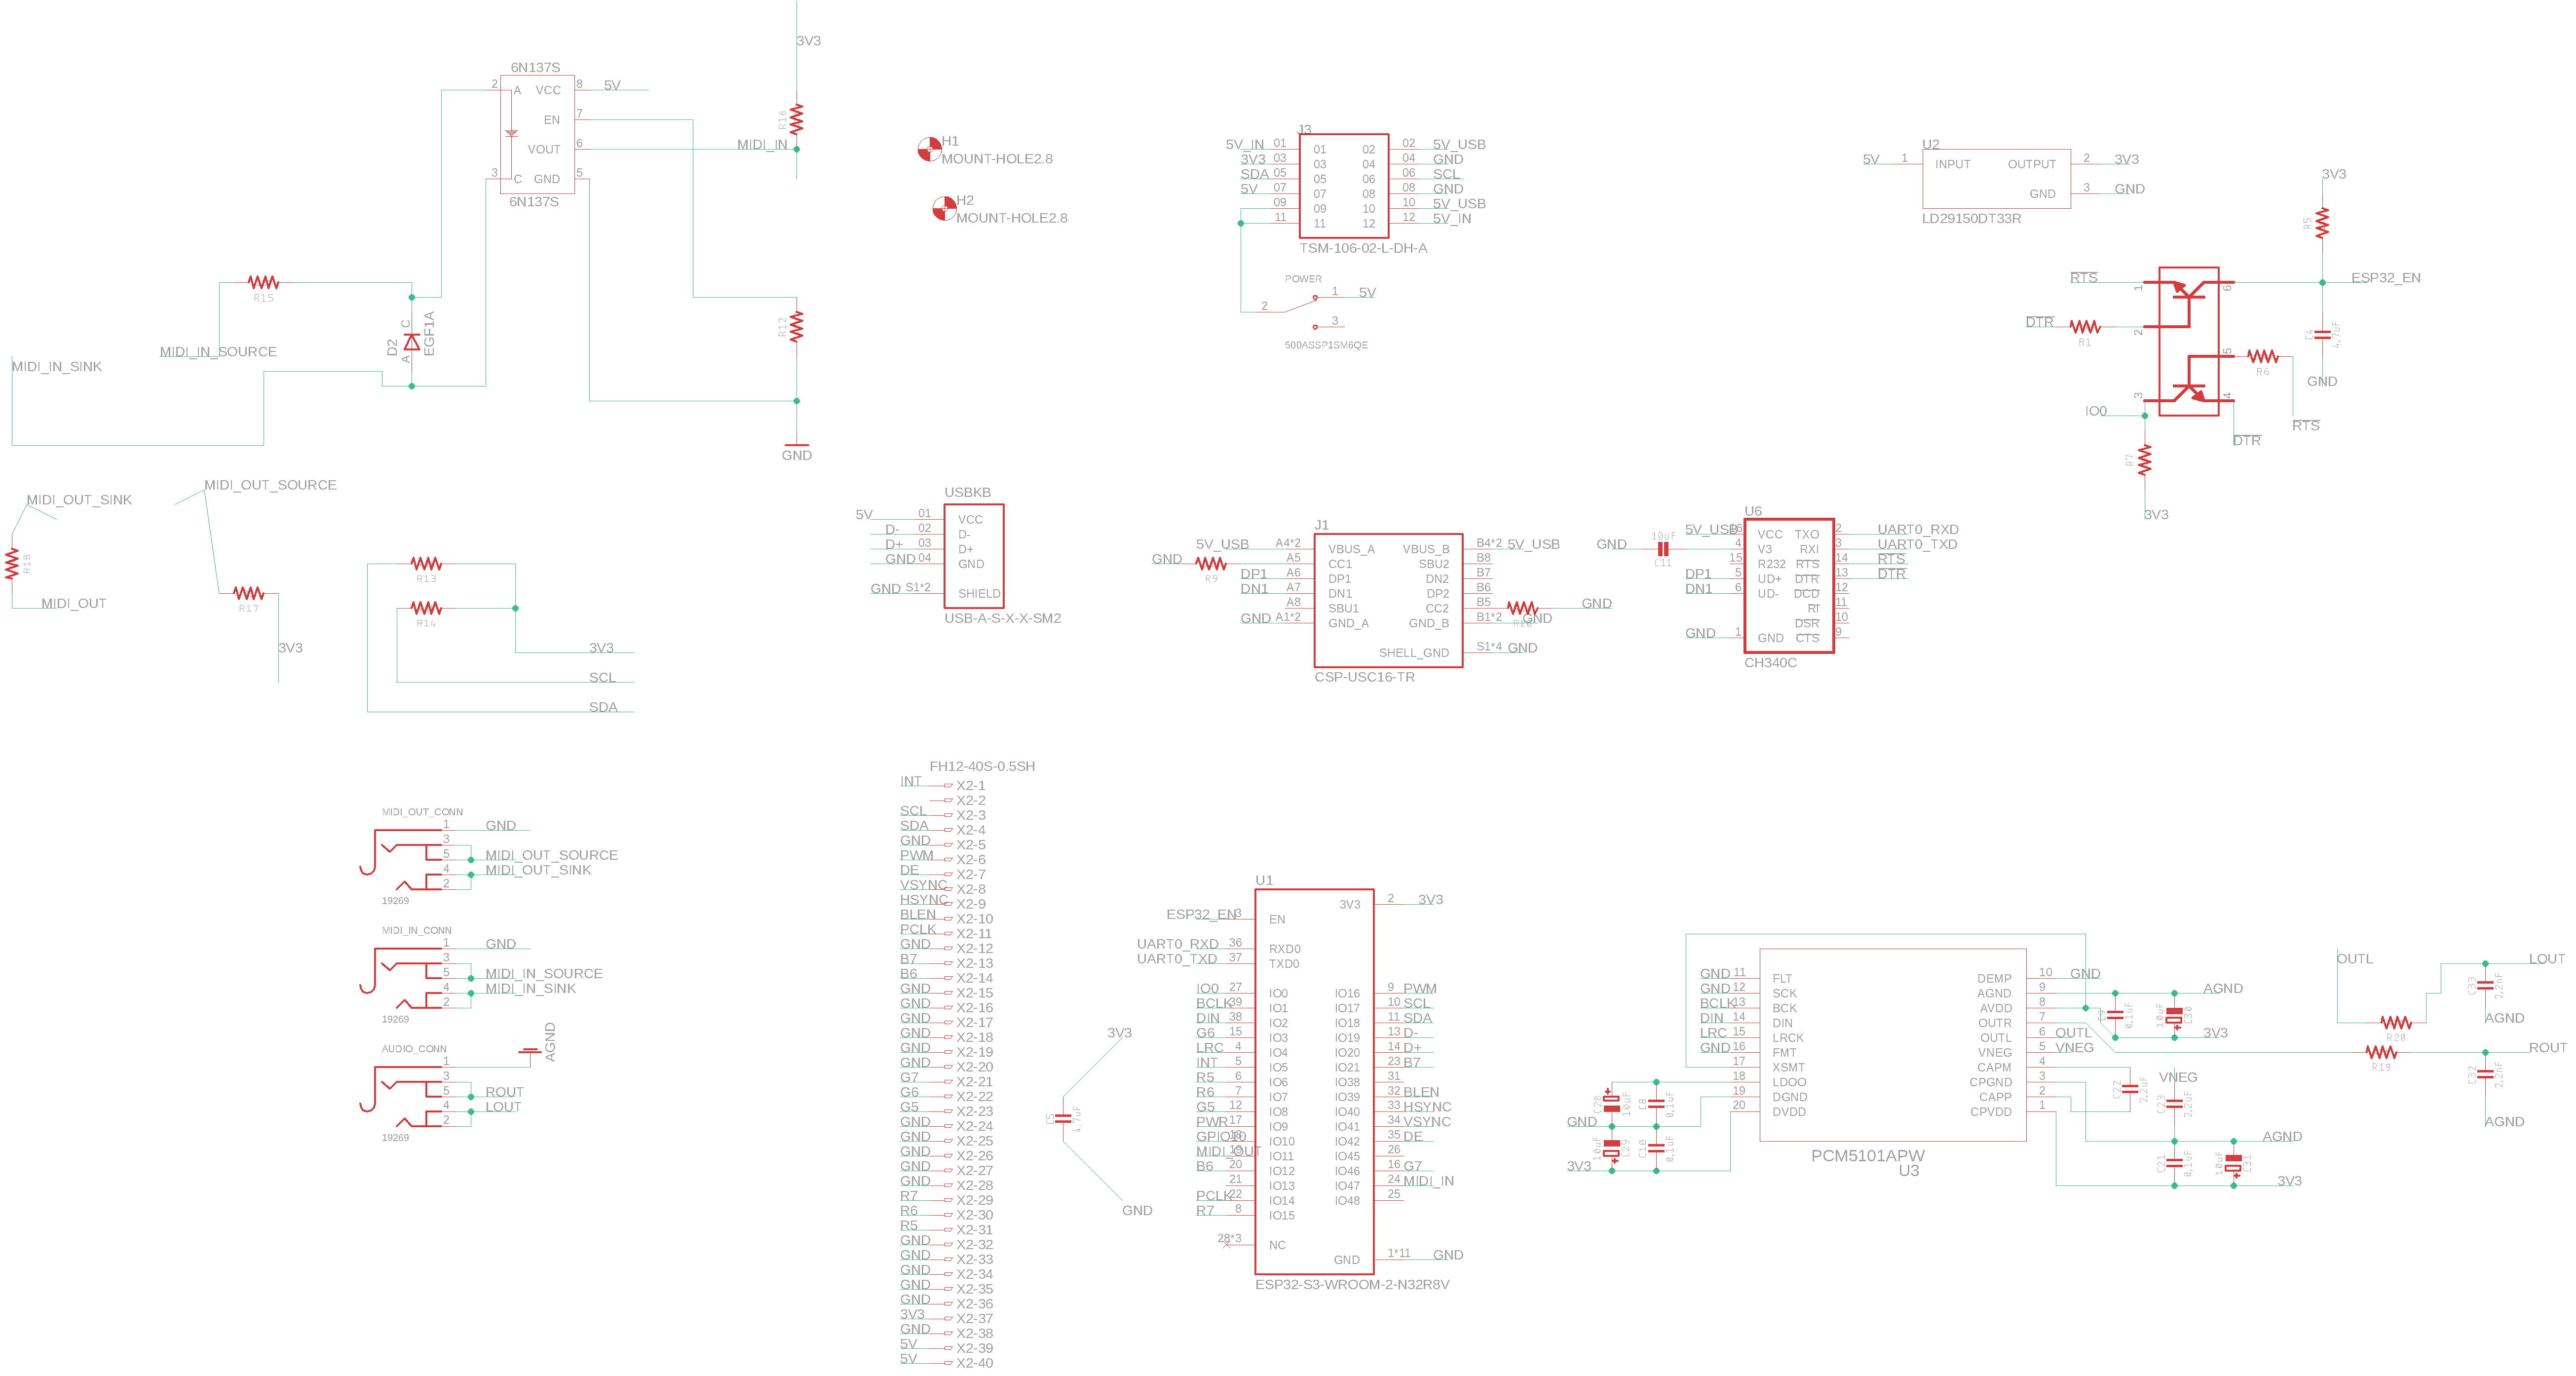 3V3
6N137S
2 A VCC 8 5V
EN 7
VOUT 6 MIDI_IN
3 C GND 5
6N137S
R16
R15
D2
C
A
EGF1A
MIDI_IN_SOURCE
MIDI_IN_SINK
R12
GND
H1
MOUNT-HOLE2.8
H2
MOUNT-HOLE2.8
J3
5V_IN 01 01 02 02 5V_USB
3V3 03 03 04 04 GND
SDA 05 05 06 06 SCL
5V 07 07 08 08 GND
09 09 10 10 5V_USB
11 11 12 12 5V_IN
TSM-106-02-L-DH-A
POWER
1 5V
2
3
500ASSP1SM6QE
U2
5V 1 INPUT OUTPUT 2 3V3
GND 3 GND
LD29150DT33R
3V3
R5
RTS
1
6
ESP32_EN
DTR
R1
2
5
R6
C4
4,7uF
GND
3
4
IO0
RTS
DTR
R7
3V3
MIDI_OUT_SINK
MIDI_OUT_SOURCE
R18
MIDI_OUT
R17
3V3
R13
R14
3V3
SCL
SDA
USBKB
5V 01 VCC
D- 02 D-
D+ 03 D+
GND 04 GND
GND S1*2 SHIELD
USB-A-S-X-X-SM2
J1
5V_USB A4*2 VBUS_A VBUS_B B4*2 5V_USB
GND R9 A5 CC1 SBU2 B8
DP1 A6 DP1 DN2 B7
DN1 A7 DN1 DP2 B6
A8 SBU1 CC2 B5 GND
GND A1*2 GND_A GND_B B1*2 GND
SHELL_GND S1*4 GND
CSP-USC16-TR
U6
5V_USB 16 VCC TXO 2 UART0_RXD
GND 10uF C11 4 V3 RXI 3 UART0_TXD
15 R232 RTS 14 RTS
DP1 5 UD+ DTR 13 DTR
DN1 6 UD- DCD 12
RI 11
DSR 10
GND 1 GND CTS 9
CH340C
MIDI_OUT_CONN
1 GND
3
5 MIDI_OUT_SOURCE
4 MIDI_OUT_SINK
2
19269
MIDI_IN_CONN
1 GND
3
5 MIDI_IN_SOURCE
4 MIDI_IN_SINK
2
19269
AUDIO_CONN
AGND
1
3
5 ROUT
4 LOUT
2
19269
FH12-40S-0.5SH
INT X2-1
X2-2
SCL X2-3
SDA X2-4
GND X2-5
PWM X2-6
DE X2-7
VSYNC X2-8
HSYNC X2-9
BLEN X2-10
PCLK X2-11
GND X2-12
B7 X2-13
B6 X2-14
GND X2-15
GND X2-16
GND X2-17
GND X2-18
GND X2-19
GND X2-20
G7 X2-21
G6 X2-22
G5 X2-23
GND X2-24
GND X2-25
GND X2-26
GND X2-27
GND X2-28
R7 X2-29
R6 X2-30
R5 X2-31
GND X2-32
GND X2-33
GND X2-34
GND X2-35
GND X2-36
3V3 X2-37
GND X2-38
5V X2-39
5V X2-40
3V3
C5
4,7uF
GND
U1
3V3 2 3V3
ESP32_EN 3 EN
UART0_RXD 36 RXD0
UART0_TXD 37 TXD0
IO0 27 IO0 IO16 9 PWM
BCLK 39 IO1 IO17 10 SCL
DIN 38 IO2 IO18 11 SDA
G6 15 IO3 IO19 13 D-
LRC 4 IO4 IO20 14 D+
INT 5 IO5 IO21 23 B7
R5 6 IO6 IO38 31
R6 7 IO7 IO39 32 BLEN
G5 12 IO8 IO40 33 HSYNC
PWR 17 IO9 IO41 34 VSYNC
GPIO10 18 IO10 IO42 35 DE
MIDI_OUT 19 IO11 IO45 26
B6 20 IO12 IO46 16 G7
21 IO13 IO47 24 MIDI_IN
PCLK 22 IO14 IO48 25
R7 8 IO15
28*3 NC
GND 1*11 GND
ESP32-S3-WROOM-2-N32R8V
GND 11 FLT DEMP 10 GND
GND 12 SCK AGND 9 AGND
BCLK 13 BCK AVDD 8
DIN 14 DIN OUTR 7
LRC 15 LRCK OUTL 6 OUTL
GND 16 FMT VNEG 5 VNEG
17 XSMT CAPM 4
18 LDOO CPGND 3
19 DGND CAPP 2
20 DVDD CPVDD 1
PCM5101APW
U3
C28
10uF
C8
0,1uF
GND
10uF
C29
C10
0,1uF
3V3
0,1uF
10uF
C30
3V3
C22
2,2uF
VNEG
C23
2,2uF
AGND
C21
0,1uF
10uF
C31
3V3
OUTL
R20
C33
2,2nF
LOUT
AGND
R19
ROUT
C32
2,2nF
AGND